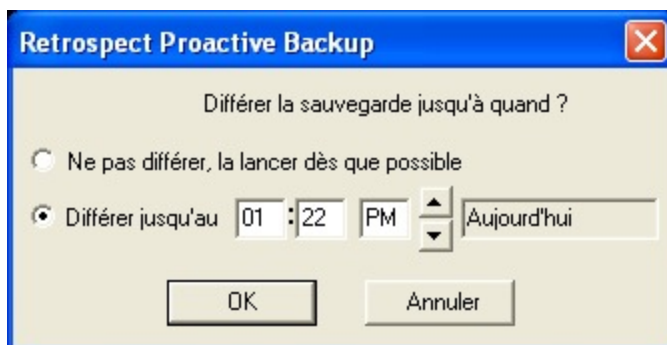 Retrospect Proactive Backup
Différer la sauvegarde jusqu'à quand ?
Ne pas différer, la lancer dès que possible
Différer jusqu'au 01 : 22 PM Aujourd'hui
OK Annuler